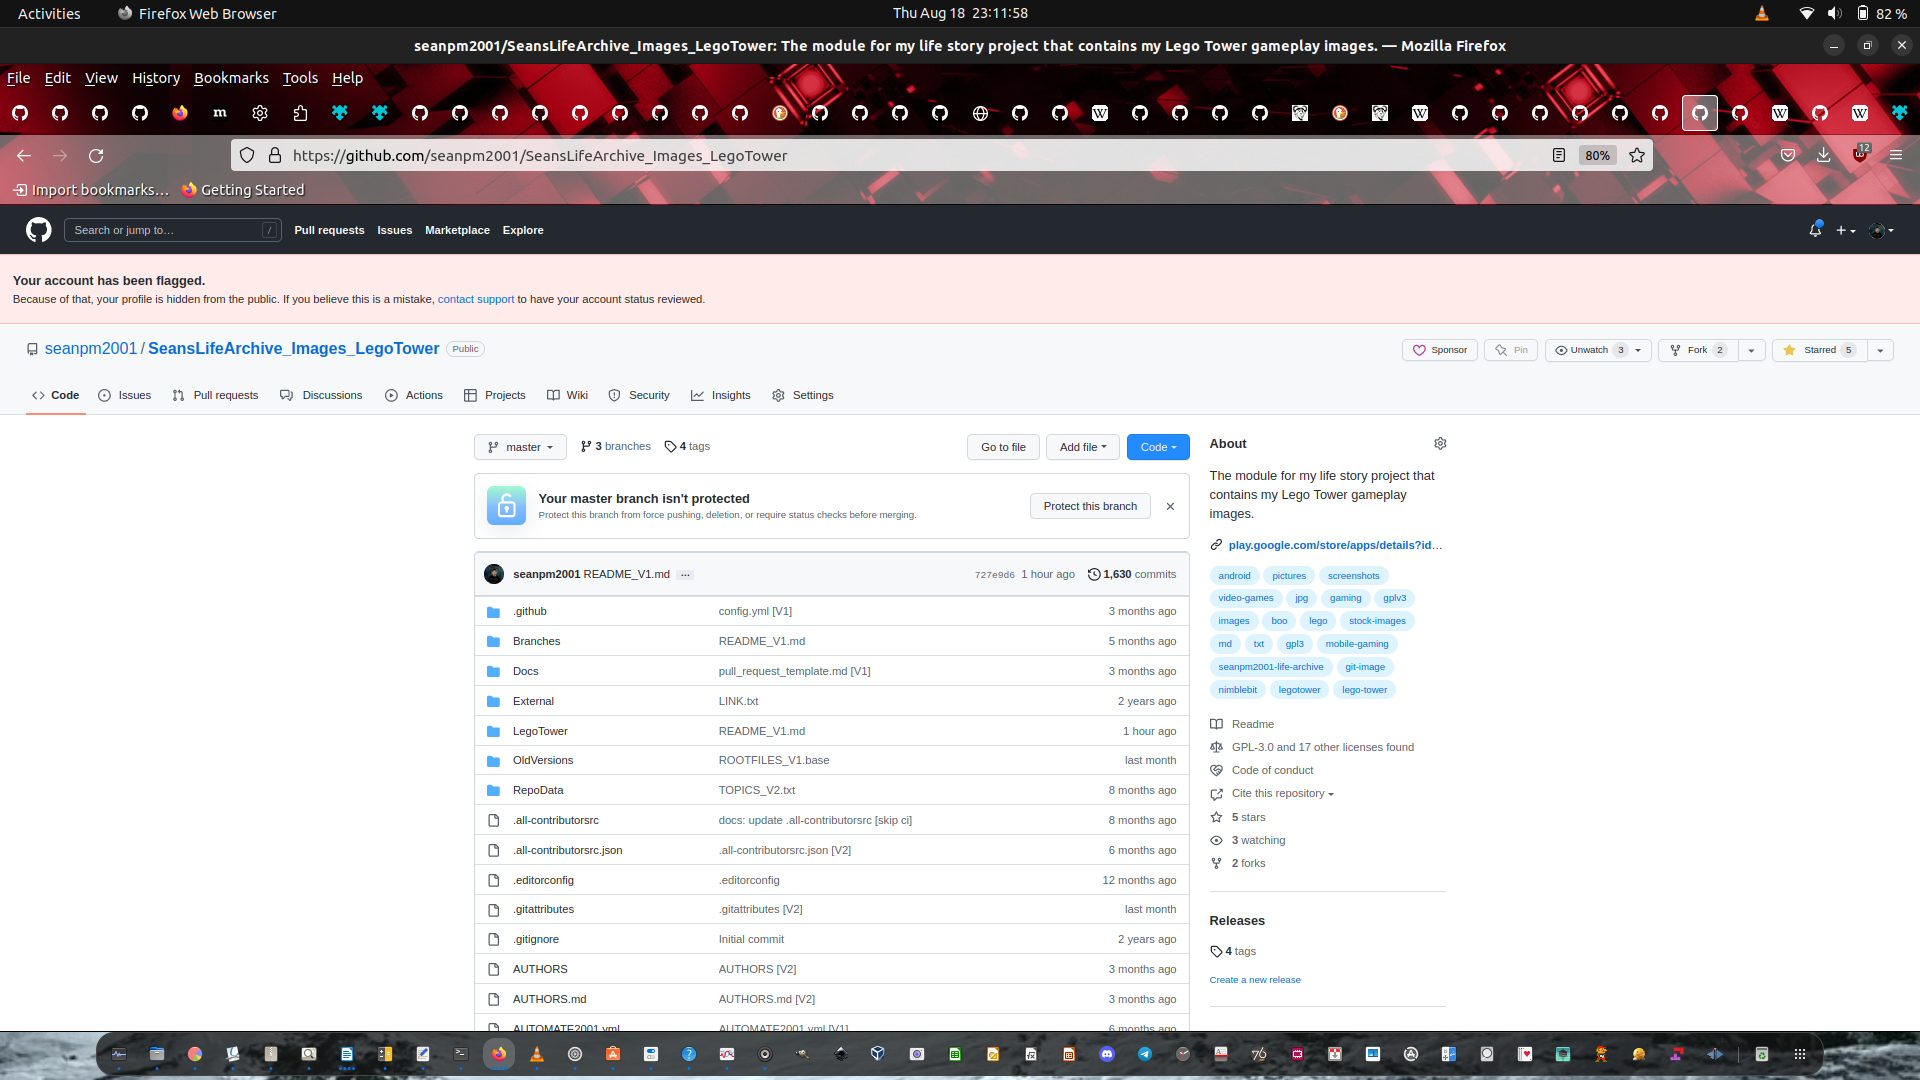 Activities
Firefox Web Browser
Thu Aug 18 23:11:58
82 %
seanpm2001/SeansLifeArchive_Images_LegoTower: The module for my life story project that contains my Lego Tower gameplay images. — Mozilla Firefox
File Edit View History Bookmarks Tools Help
https://github.com/seanpm2001/SeansLifeArchive_Images_LegoTower
80%
12
Import bookmarks…
Getting Started
Search or jump to…
/
Pull requests
Issues
Marketplace
Explore
Your account has been flagged.
Because of that, your profile is hidden from the public. If you believe this is a mistake, contact support to have your account status reviewed.
seanpm2001 / SeansLifeArchive_Images_LegoTower Public
Sponsor
Pin
Unwatch 3
Fork 2
Starred 5
Code
Issues
Pull requests
Discussions
Actions
Projects
Wiki
Security
Insights
Settings
master
3 branches
4 tags
Go to file
Add file
Code
Your master branch isn't protected
Protect this branch from force pushing, deletion, or require status checks before merging.
Protect this branch
seanpm2001 README_V1.md ...
727e9d6 1 hour ago
1,630 commits
.github config.yml [V1] 3 months ago
Branches README_V1.md 5 months ago
Docs pull_request_template.md [V1] 3 months ago
External LINK.txt 2 years ago
LegoTower README_V1.md 1 hour ago
OldVersions ROOTFILES_V1.base last month
RepoData TOPICS_V2.txt 8 months ago
.all-contributorsrc docs: update .all-contributorsrc [skip ci] 8 months ago
.all-contributorsrc.json .all-contributorsrc.json [V2] 6 months ago
.editorconfig .editorconfig 12 months ago
.gitattributes .gitattributes [V2] last month
.gitignore Initial commit 2 years ago
AUTHORS AUTHORS [V2] 3 months ago
AUTHORS.md AUTHORS.md [V2] 3 months ago
AUTOMATE2001.yml AUTOMATE2001.yml [V1] 6 months ago
About
The module for my life story project that
contains my Lego Tower gameplay
images.
play.google.com/store/apps/details?id…
android pictures screenshots
video-games jpg gaming gplv3
images boo lego stock-images
md txt gpl3 mobile-gaming
seanpm2001-life-archive git-image
nimblebit legotower lego-tower
Readme
GPL-3.0 and 17 other licenses found
Code of conduct
Cite this repository
5 stars
3 watching
2 forks
Releases
4 tags
Create a new release